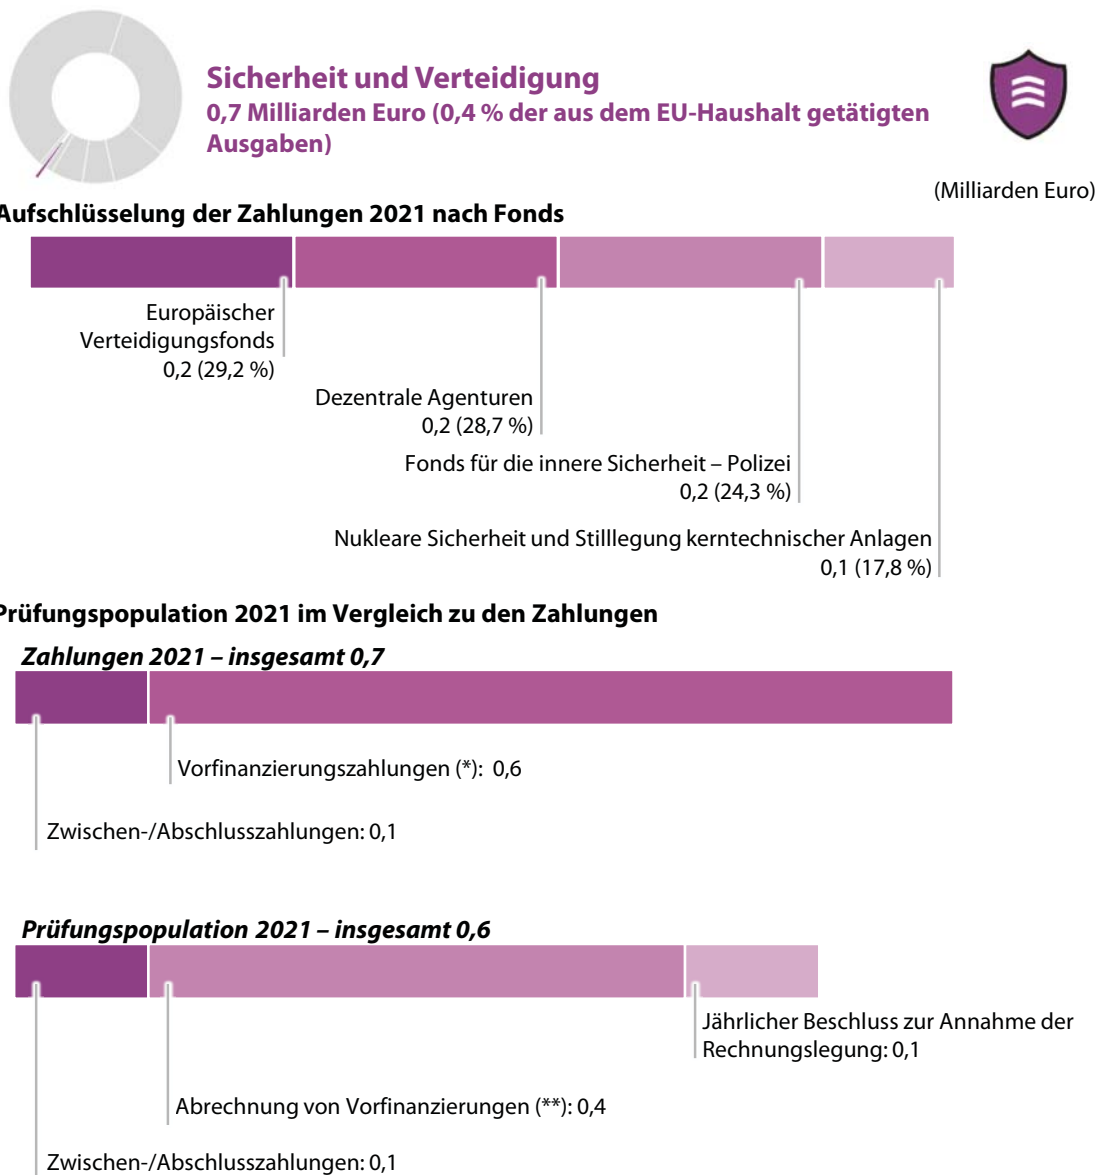 Sicherheit und Verteidigung
0,7 Milliarden Euro (0,4 % der aus dem EU-Haushalt getätigten
Ausgaben)
(Milliarden Euro)
Aufschlüsselung der Zahlungen 2021 nach Fonds
Europäischer
Verteidigungsfonds
0,2 (29,2 %)
Dezentrale Agenturen
0,2 (28,7 %)
Fonds für die innere Sicherheit – Polizei
0,2 (24,3 %)
Nukleare Sicherheit und Stilllegung kerntechnischer Anlagen
0,1 (17,8 %)
Prüfungspopulation 2021 im Vergleich zu den Zahlungen
Zahlungen 2021 – insgesamt 0,7
Vorfinanzierungszahlungen (*): 0,6
Zwischen-/Abschlusszahlungen: 0,1
Prüfungspopulation 2021 – insgesamt 0,6
Jährlicher Beschluss zur Annahme der
Rechnungslegung: 0,1
Abrechnung von Vorfinanzierungen (**): 0,4
Zwischen-/Abschlusszahlungen: 0,1